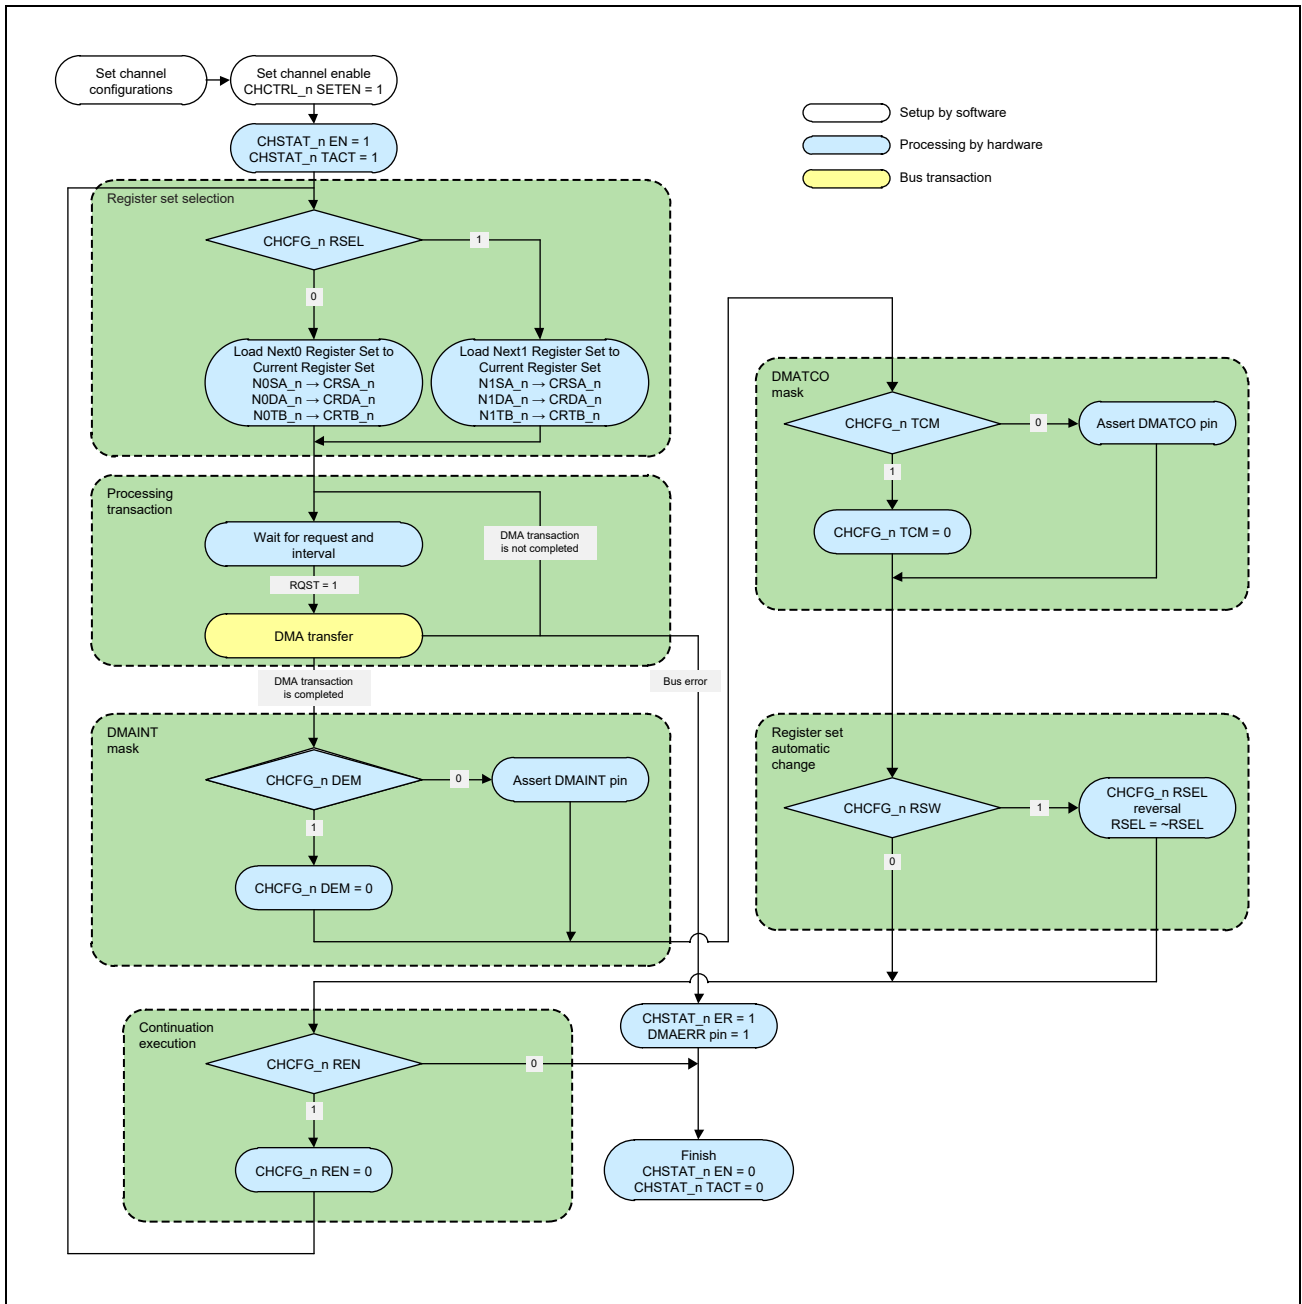 Set channel
configurations
Set channel enable
CHCTRL_n SETEN = 1
CHSTAT_n EN = 1
CHSTAT_n TACT = 1
Setup by software
Processing by hardware
Bus transaction
Register set selection
CHCFG_n RSEL
1
0
Load Next0 Register Set to
Current Register Set
N0SA_n → CRSA_n
N0DA_n → CRDA_n
N0TB_n → CRTB_n
Load Next1 Register Set to
Current Register Set
N1SA_n → CRSA_n
N1DA_n → CRDA_n
N1TB_n → CRTB_n
Processing
transaction
Wait for request and
interval
DMA transaction
is not completed
RQST = 1
DMA transfer
DMA transaction
is completed
Bus error
DMAINT
mask
CHCFG_n DEM
0
Assert DMAINT pin
1
CHCFG_n DEM = 0
DMATCO
mask
CHCFG_n TCM
0
Assert DMATCO pin
1
CHCFG_n TCM = 0
Register set
automatic
change
CHCFG_n RSW
1
CHCFG_n RSEL
reversal
RSEL = ~RSEL
0
CHSTAT_n ER = 1
DMAERR pin = 1
Continuation
execution
CHCFG_n REN
0
1
CHCFG_n REN = 0
Finish
CHSTAT_n EN = 0
CHSTAT_n TACT = 0